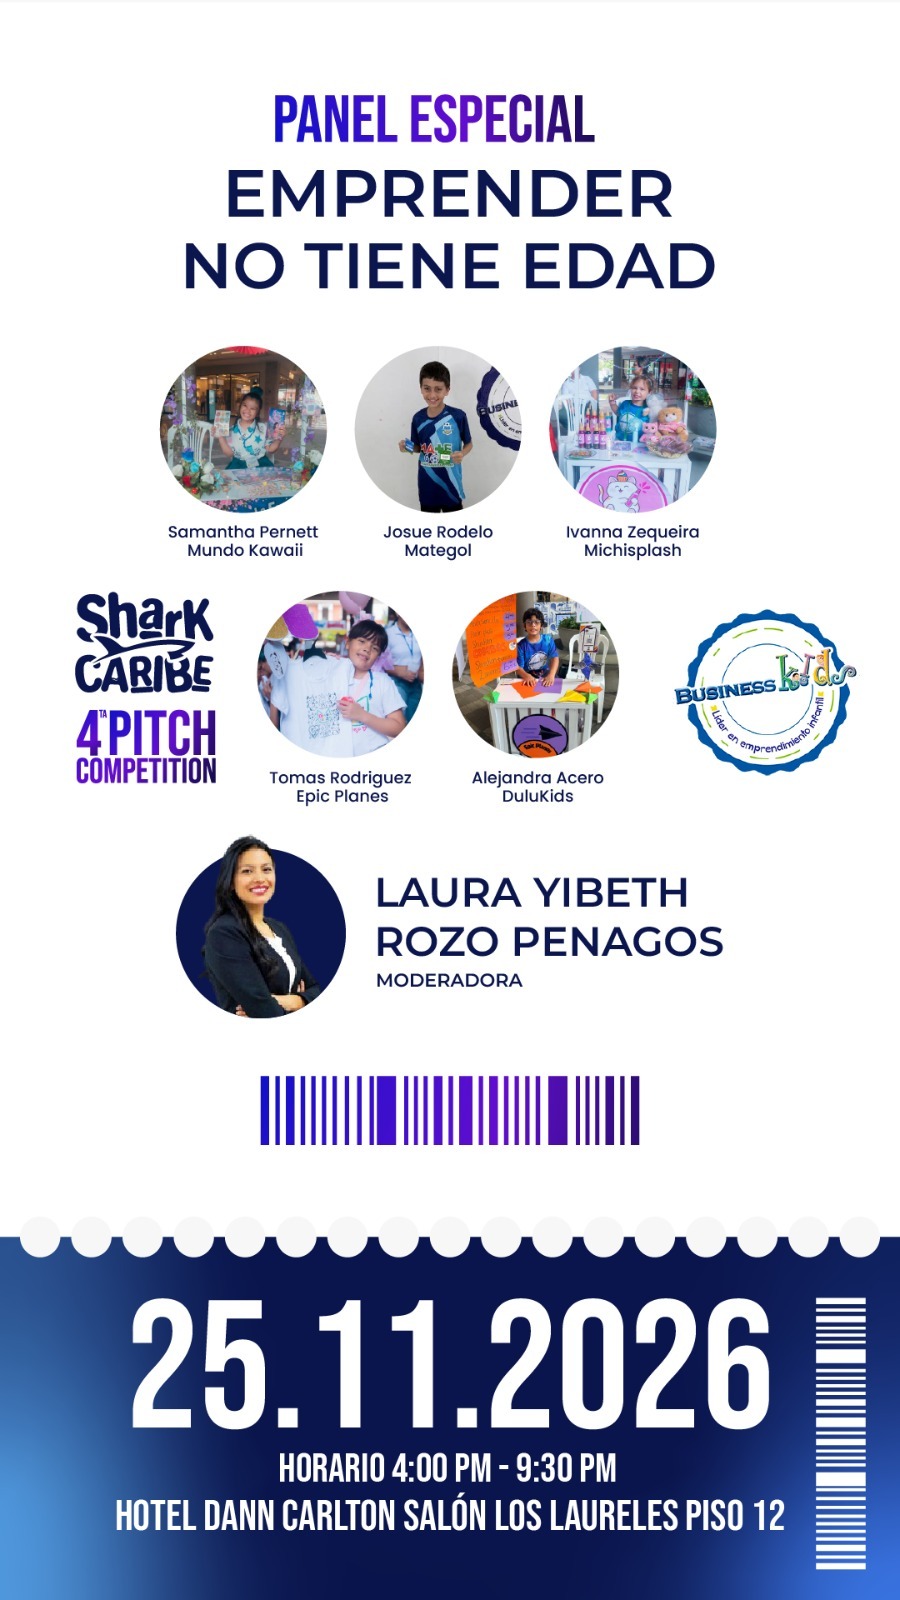 PANEL ESPECIAL
EMPRENDER
NO TIENE EDAD
BUSINE
Samantha Pernett
Mundo Kawaii
Josue Rodelo
Mategol
Ivanna Zequeira
Michisplash
Shark
CARIBE
4TA PITCH
COMPETITION
Tomas Rodriguez
Epic Planes
Alejandra Acero
DuluKids
BUSINESS kids
Líder en emprendimiento infantil
LAURA YIBETH
ROZO PENAGOS
MODERADORA
25.11.2026
HORARIO 4:00 PM - 9:30 PM
HOTEL DANN CARLTON SALÓN LOS LAURELES PISO 12